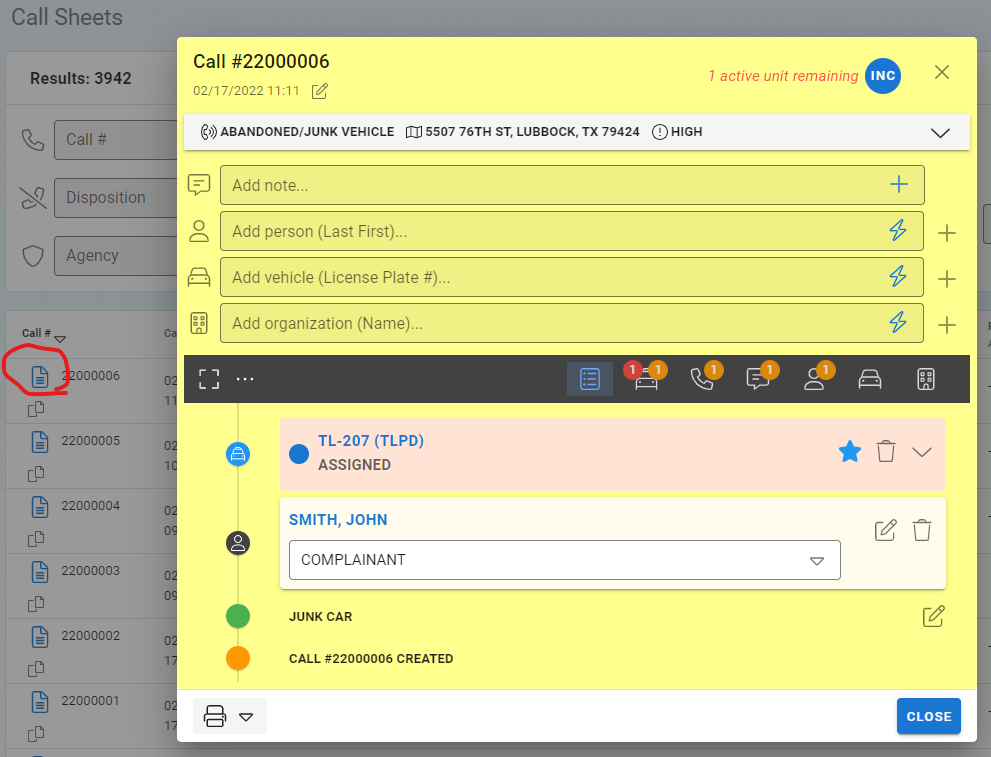 Call Sheets
Results: 3942
Call #
Disposition
Agency
Call #
22000006
22000005
22000004
22000003
22000002
22000001
Call #22000006
02/17/2022 11:11
1 active unit remaining INC
ABANDONED/JUNK VEHICLE 5507 76TH ST, LUBBOCK, TX 79424 HIGH
Add note...
Add person (Last First)...
Add vehicle (License Plate #)...
Add organization (Name)...
1 1 1 1 1
TL-207 (TLPD)
ASSIGNED
SMITH, JOHN
COMPLAINANT
JUNK CAR
CALL #22000006 CREATED
CLOSE